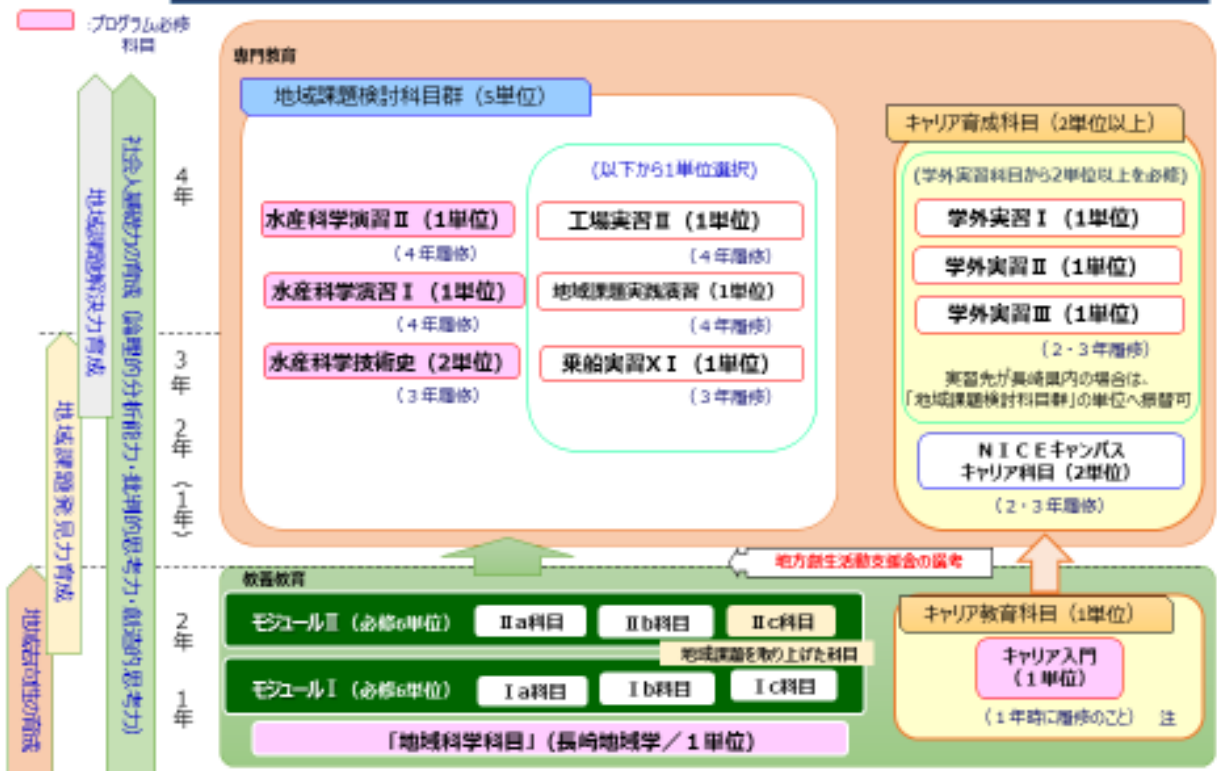 :プログラム必修
科目
専門教育
地域課題検討科目群（5単位）
(以下から1単位選択)
水産科学演習Ⅱ（1単位）
（４年履修）
水産科学演習Ⅰ（1単位）
（４年履修）
水産科学技術史（2単位）
（３年履修）
工場実習Ⅱ（1単位）
（４年履修）
地域課題実践演習（1単位）
（４年履修）
乗船実習ＸⅠ（1単位）
（３年履修）
キャリア育成科目（2単位以上）
(学外実習科目から2単位以上を必修)
学外実習Ⅰ（1単位）
学外実習Ⅱ（1単位）
学外実習Ⅲ（1単位）
（２・３年履修）
実習先が長崎県内の場合は、
「地域課題検討科目群」の単位へ振替可
ＮＩＣＥキャンパス
キャリア科目（2単位）
（２・３年履修）
4年
3年
2年
（1年）
2年
1年
地域課題解決力育成
社会人基礎力の育成（論理的分析能力・批判的思考力・創造的思考力）
地域課題発見力育成
地域志向性の育成
地方創生活動支援金の選考
教養教育
モジュールⅡ（必修6単位）
Ⅱa科目
Ⅱb科目
Ⅱc科目
地域課題を取り上げた科目
モジュールⅠ（必修6単位）
Ⅰa科目
Ⅰb科目
Ⅰc科目
「地域科学科目」（長崎地域学／１単位）
キャリア教育科目（1単位）
キャリア入門
（１単位）
（１年時に履修のこと） 注